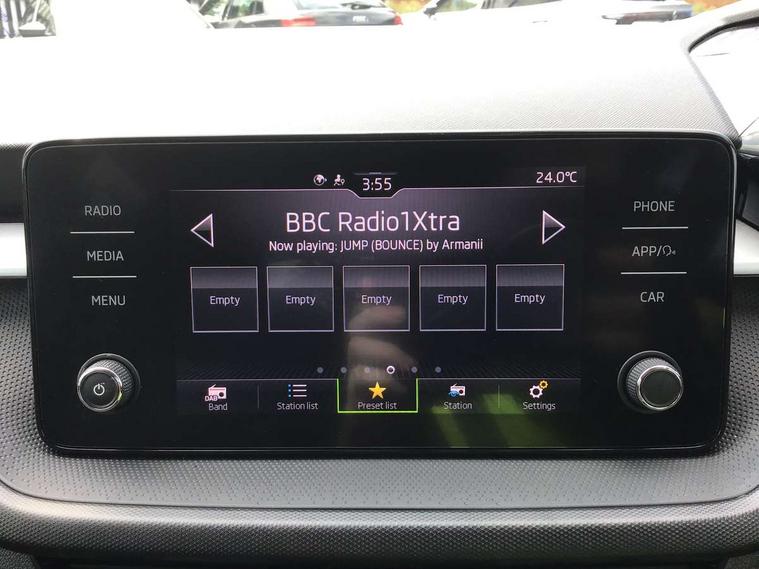 3:55
24.0°C
RADIO
MEDIA
MENU
BBC Radio1Xtra
Now playing: JUMP (BOUNCE) by Armanii
Empty Empty Empty Empty Empty
DAB
Band
Station list
Preset list
Station
Settings
PHONE
APP/
CAR